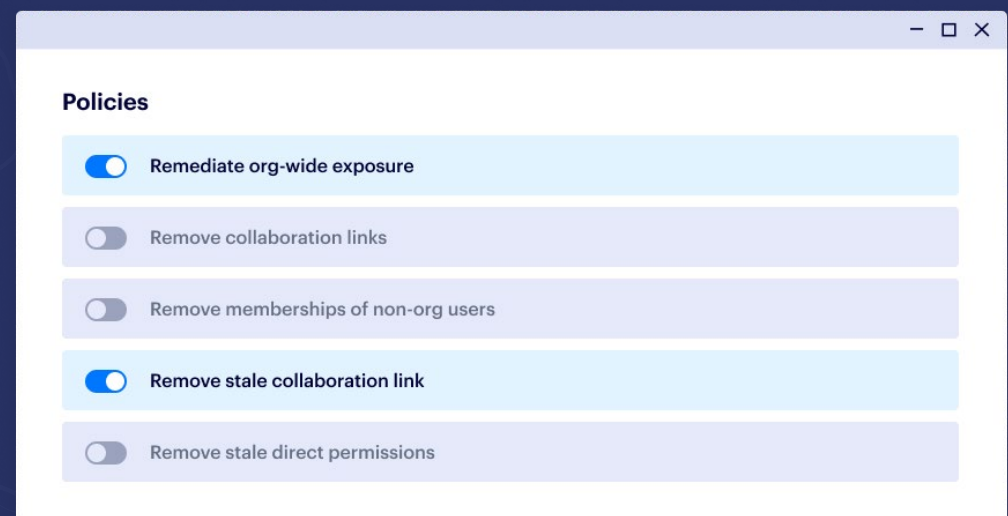 Policies
Remediate org-wide exposure
Remove collaboration links
Remove memberships of non-org users
Remove stale collaboration link
Remove stale direct permissions